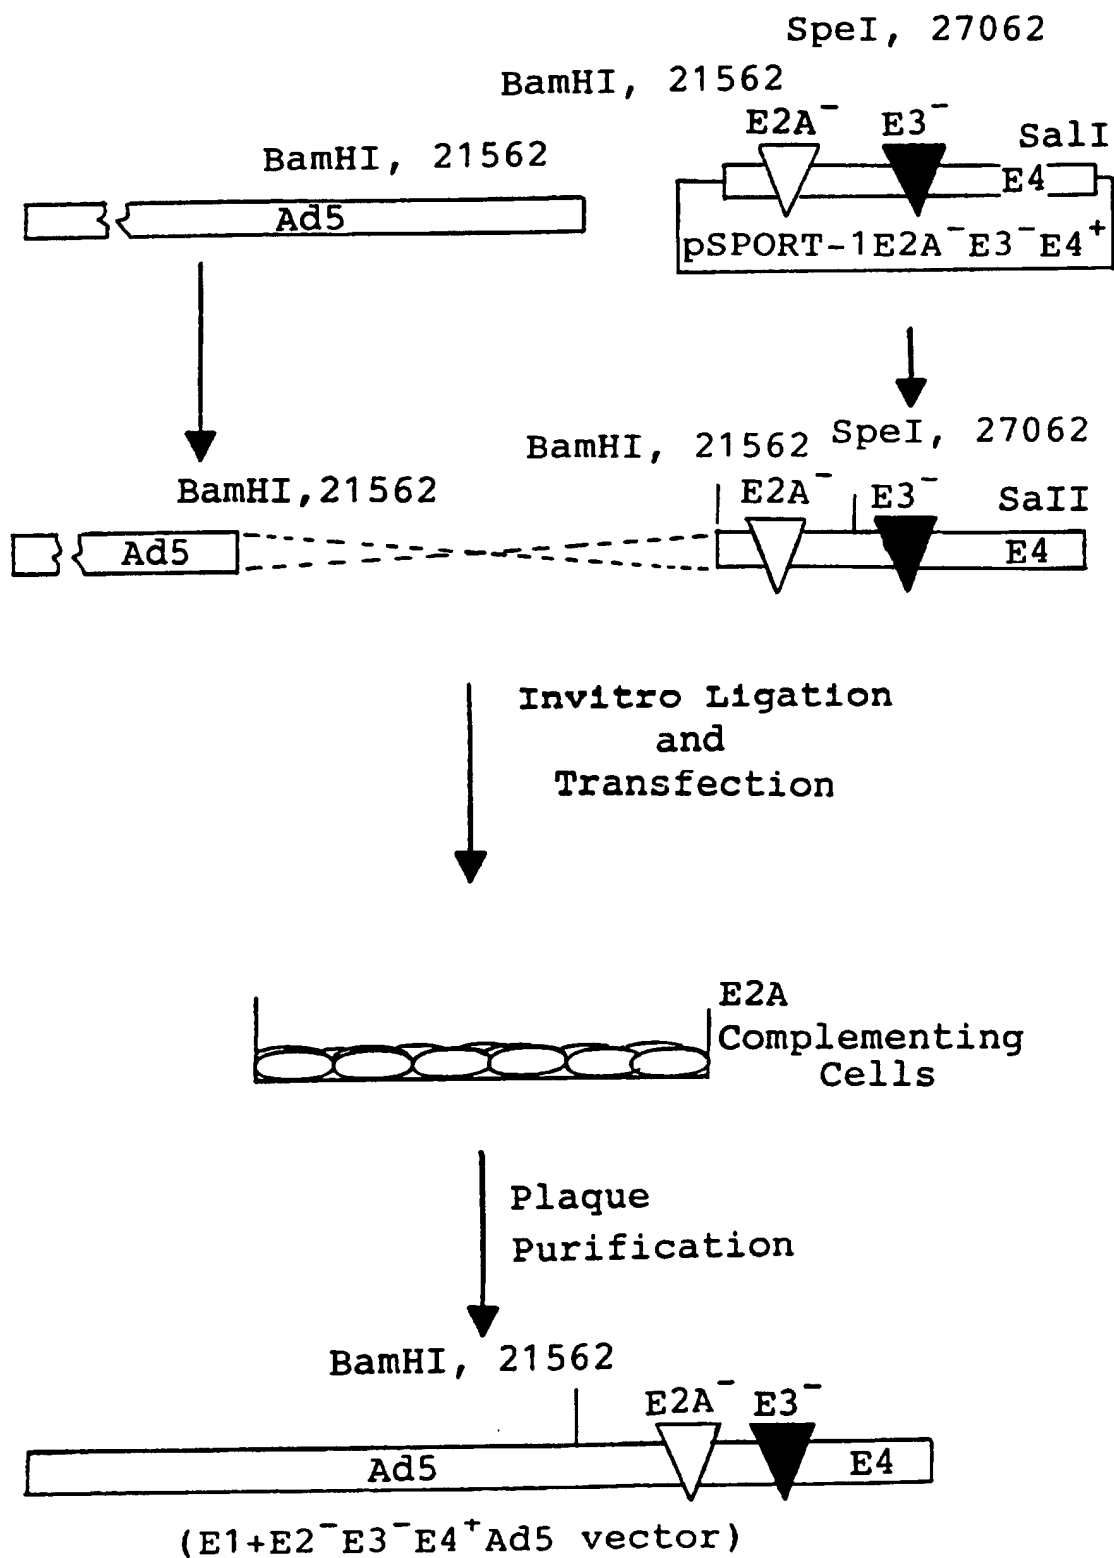 SpeI, 27062
BamHI, 21562
E2A⁻ E3⁻ SalI
BamHI, 21562
E4
Ad5
pSPORT-1E2A⁻E3⁻E4⁺
BamHI, 21562 SpeI, 27062
BamHI,21562 E2A⁻ E3⁻ SaII
Ad5 E4
Invitro Ligation
and
Transfection
E2A
Complementing
Cells
Plaque
Purification
BamHI, 21562
E2A⁻ E3⁻
Ad5 E4
(E1+E2⁻E3⁻E4⁺Ad5 vector)